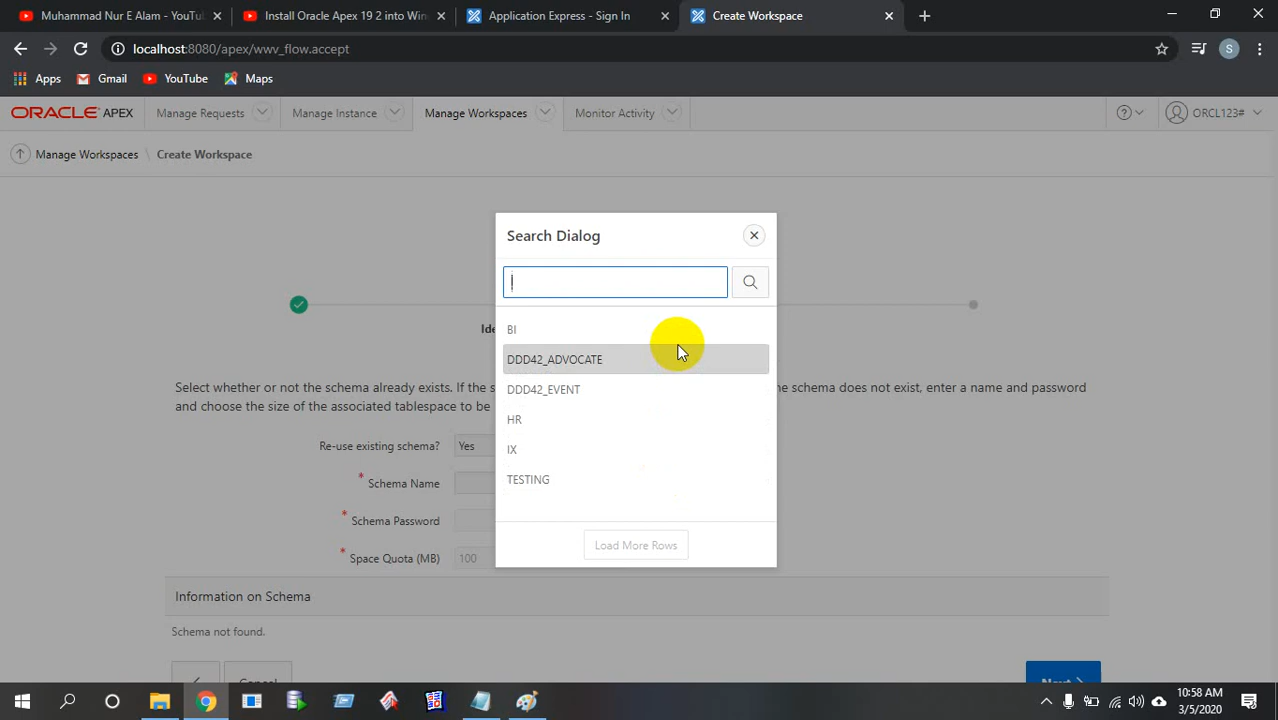 Muhammad Nur E Alam - YouTu
Install Oracle Apex 19 2 into Win
Application Express - Sign In
Create Workspace
localhost:8080/apex/wwv_flow.accept
S
Apps
Gmail
YouTube
Maps
ORACLE APEX
Manage Requests
Manage Instance
Manage Workspaces
Monitor Activity
ORCL123#
Manage Workspaces
Create Workspace
Search Dialog
BI
DDD42_ADVOCATE
DDD42_EVENT
HR
IX
TESTING
Load More Rows
Ide
Select whether or not the schema already exists. If the s
he schema does not exist, enter a name and password
and choose the size of the associated tablespace to be
Re-use existing schema? Yes
* Schema Name
* Schema Password
* Space Quota (MB) 100
Information on Schema
Schema not found.
Cancel
Next
10:58 AM
3/5/2020